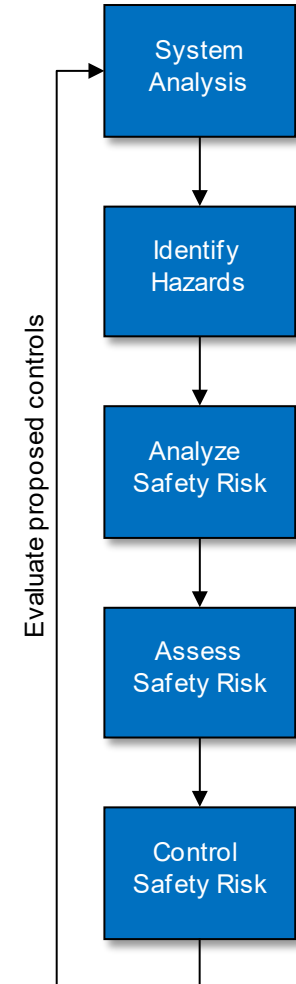 System
Analysis
Identify
Hazards
Analyze
Safety Risk
Assess
Safety Risk
Control
Safety Risk
Evaluate proposed controls